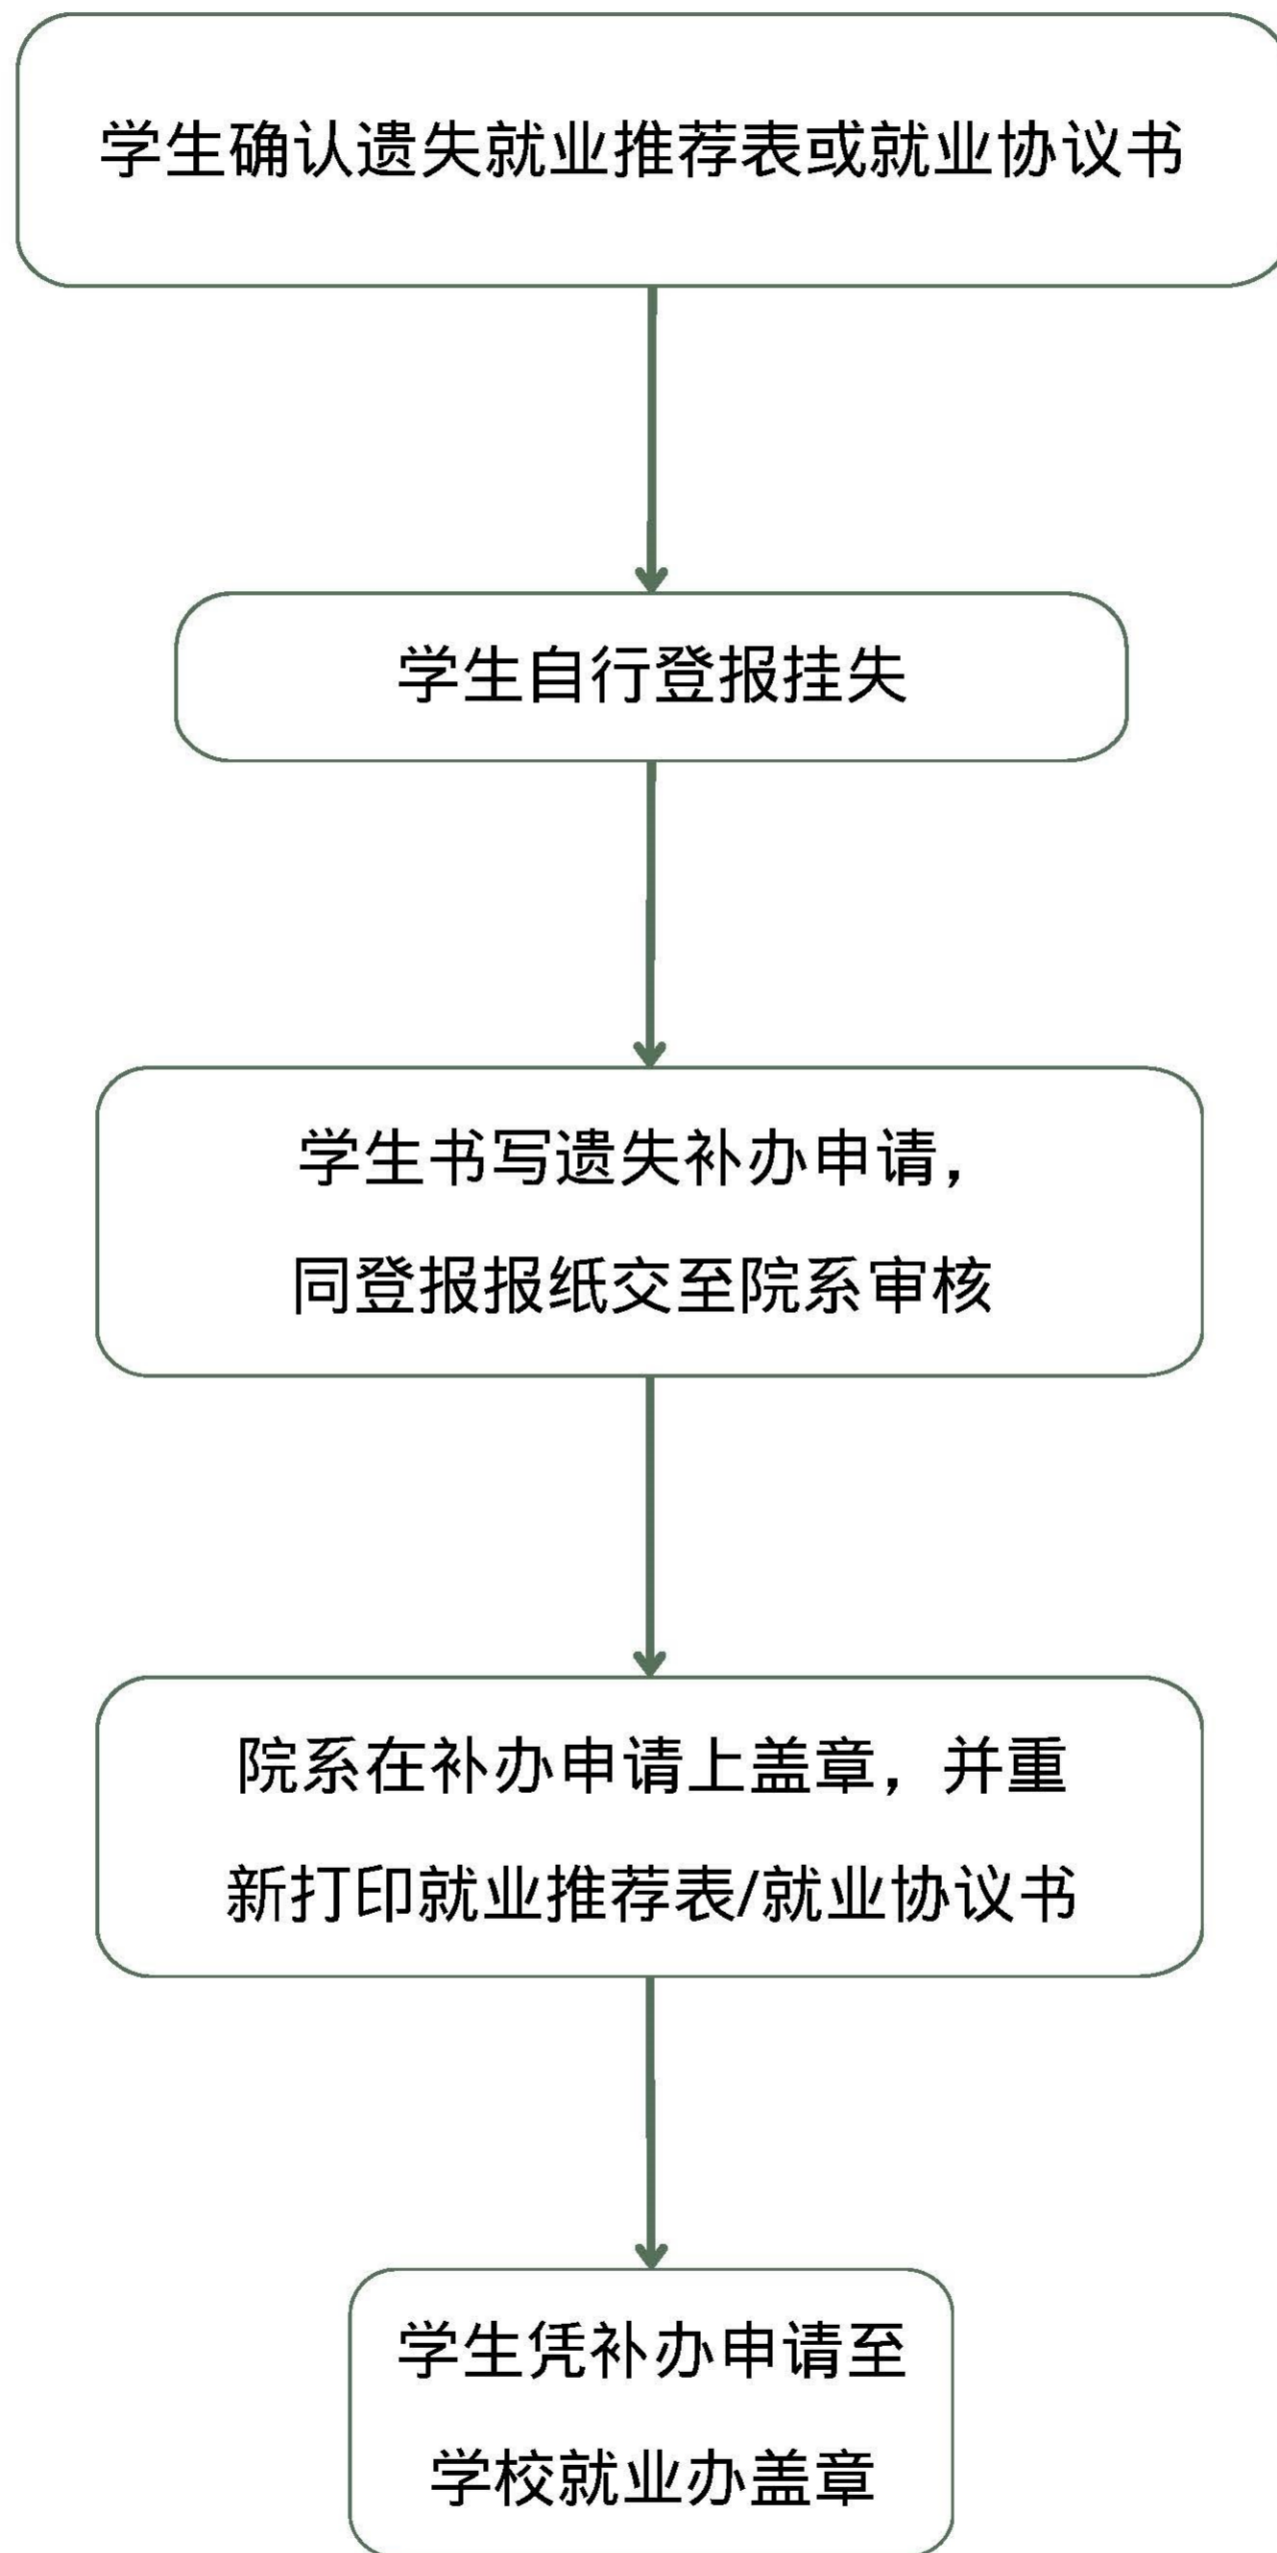 学生确认遗失就业推荐表或就业协议书
学生自行登报挂失
学生书写遗失补办申请，
同登报报纸交至院系审核
院系在补办申请上盖章，并重
新打印就业推荐表/就业协议书
学生凭补办申请至
学校就业办盖章